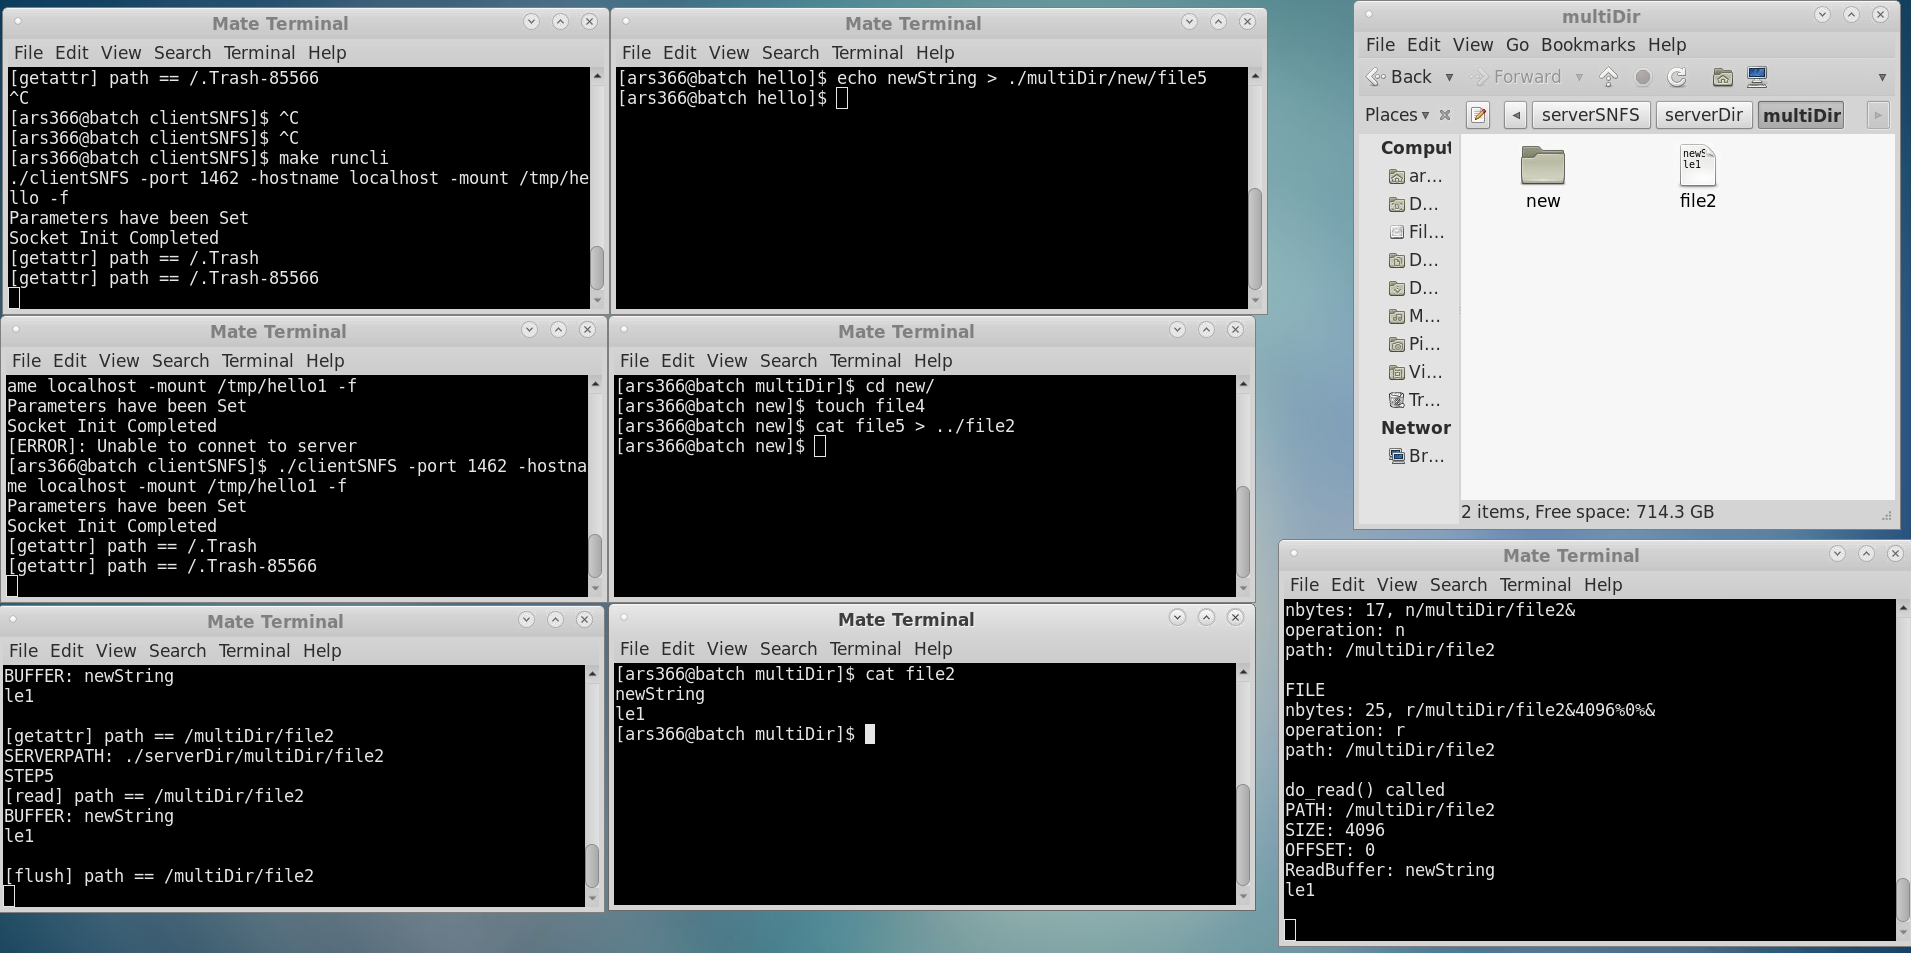 Mate Terminal
File Edit View Search Terminal Help
[getattr] path == /.Trash-85566
^C
[ars366@batch clientSNFS]$ ^C
[ars366@batch clientSNFS]$ ^C
[ars366@batch clientSNFS]$ make runcli
./clientSNFS -port 1462 -hostname localhost -mount /tmp/he
llo -f
Parameters have been Set
Socket Init Completed
[getattr] path == /.Trash
[getattr] path == /.Trash-85566
Mate Terminal
File Edit View Search Terminal Help
[ars366@batch hello]$ echo newString > ./multiDir/new/file5
[ars366@batch hello]$
multiDir
File Edit View Go Bookmarks Help
Back Forward
Places serverSNFS serverDir multiDir
Comput
ar...
D...
Fil...
D...
D...
M...
Pi...
Vi...
Tr...
Networ
Br...
newS
le1
new file2
2 items, Free space: 714.3 GB
Mate Terminal
File Edit View Search Terminal Help
ame localhost -mount /tmp/hello1 -f
Parameters have been Set
Socket Init Completed
[ERROR]: Unable to connet to server
[ars366@batch clientSNFS]$ ./clientSNFS -port 1462 -hostna
me localhost -mount /tmp/hello1 -f
Parameters have been Set
Socket Init Completed
[getattr] path == /.Trash
[getattr] path == /.Trash-85566
Mate Terminal
File Edit View Search Terminal Help
[ars366@batch multiDir]$ cd new/
[ars366@batch new]$ touch file4
[ars366@batch new]$ cat file5 > ../file2
[ars366@batch new]$
Mate Terminal
File Edit View Search Terminal Help
BUFFER: newString
le1
[getattr] path == /multiDir/file2
SERVERPATH: ./serverDir/multiDir/file2
STEP5
[read] path == /multiDir/file2
BUFFER: newString
le1
[flush] path == /multiDir/file2
Mate Terminal
File Edit View Search Terminal Help
[ars366@batch multiDir]$ cat file2
newString
le1
[ars366@batch multiDir]$
Mate Terminal
File Edit View Search Terminal Help
nbytes: 17, n/multiDir/file2&
operation: n
path: /multiDir/file2
FILE
nbytes: 25, r/multiDir/file2&4096%0%&
operation: r
path: /multiDir/file2
do_read() called
PATH: /multiDir/file2
SIZE: 4096
OFFSET: 0
ReadBuffer: newString
le1